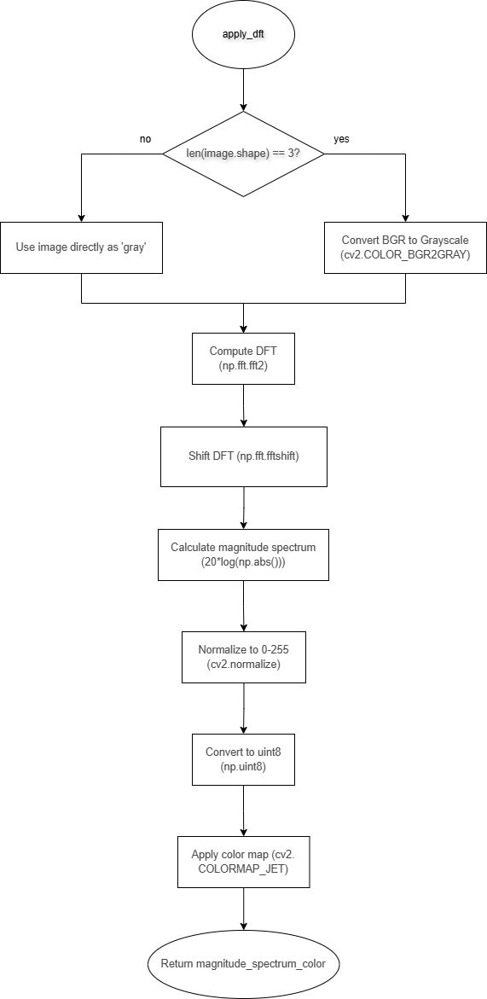 apply_dft
len(image.shape) == 3?
no
yes
Use image directly as 'gray'
Convert BGR to Grayscale
(cv2.COLOR_BGR2GRAY)
Compute DFT
(np.fft.fft2)
Shift DFT (np.fft.fftshift)
Calculate magnitude spectrum
(20*log(np.abs()))
Normalize to 0-255
(cv2.normalize)
Convert to uint8
(np.uint8)
Apply color map (cv2.
COLORMAP_JET)
Return magnitude_spectrum_color